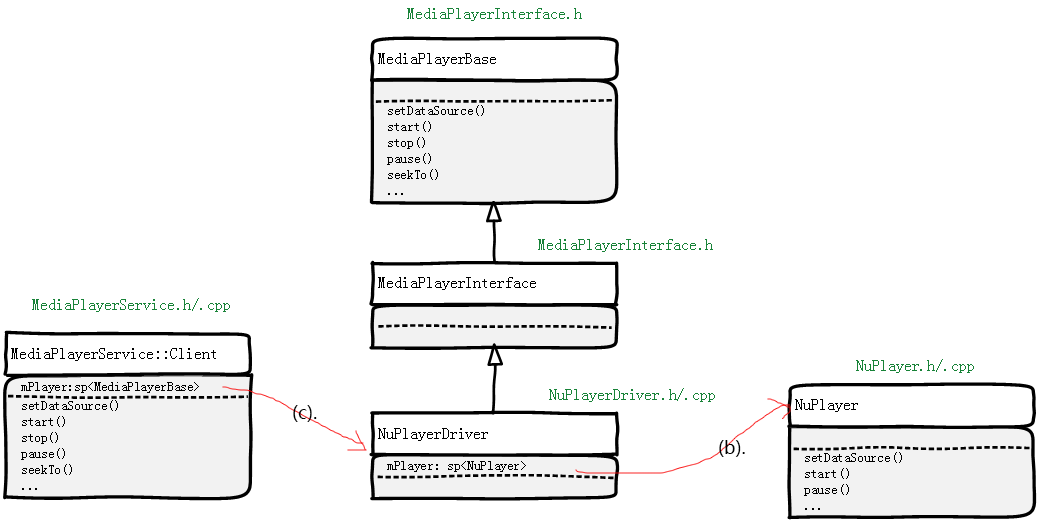 MediaPlayerInterface.h
MediaPlayerBase
setDataSource()
start()
stop()
pause()
seekTo()
...
MediaPlayerInterface.h
MediaPlayerInterface
MediaPlayerService.h/.cpp
MediaPlayerService::Client
mPlayer:sp<MediaPlayerBase>
setDataSource()
start()
stop()
pause()
seekTo()
...
(c).
NuPlayerDriver.h/.cpp
NuPlayerDriver
mPlayer: sp<NuPlayer>
(b).
NuPlayer.h/.cpp
NuPlayer
setDataSource()
start()
pause()
...